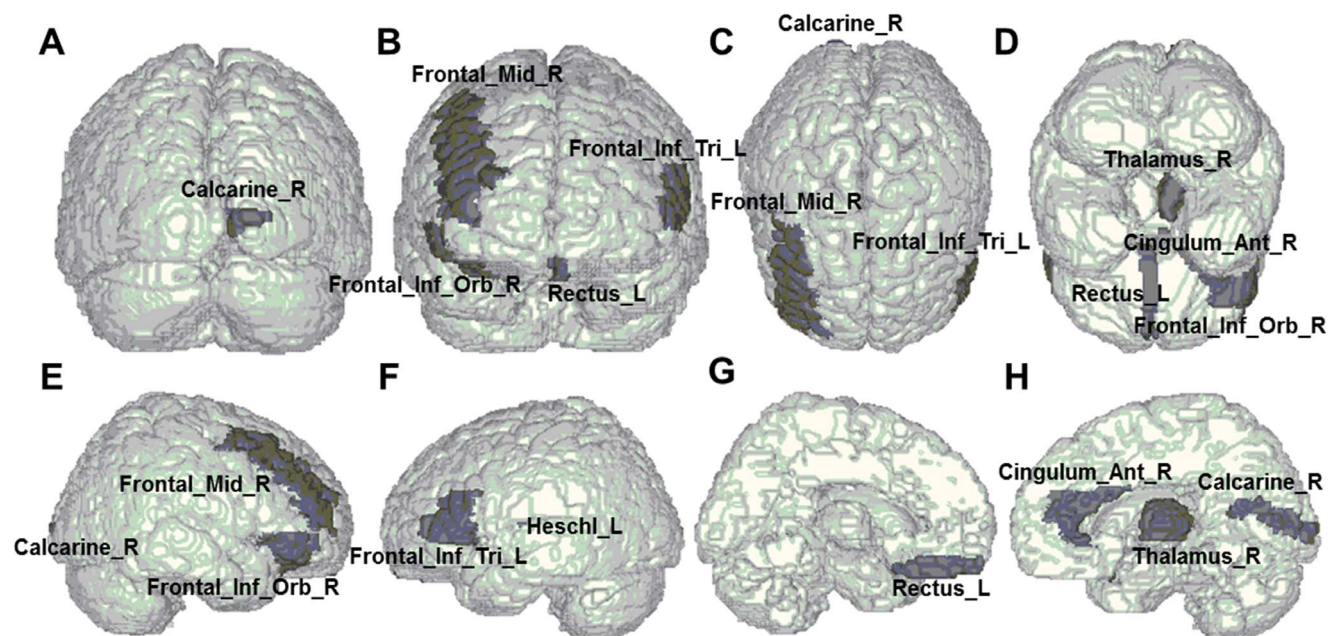 A
Calcarine_R
B
Frontal_Mid_R
Frontal_Inf_Tri_L
Frontal_Inf_Orb_R
Rectus_L
C
Calcarine_R
Frontal_Mid_R
Frontal_Inf_Tri_L
D
Thalamus_R
Cingulum_Ant_R
Rectus_L
Frontal_Inf_Orb_R
E
Frontal_Mid_R
Calcarine_R
Frontal_Inf_Orb_R
F
Heschl_L
Frontal_Inf_Tri_L
G
Rectus_L
H
Cingulum_Ant_R
Calcarine_R
Thalamus_R